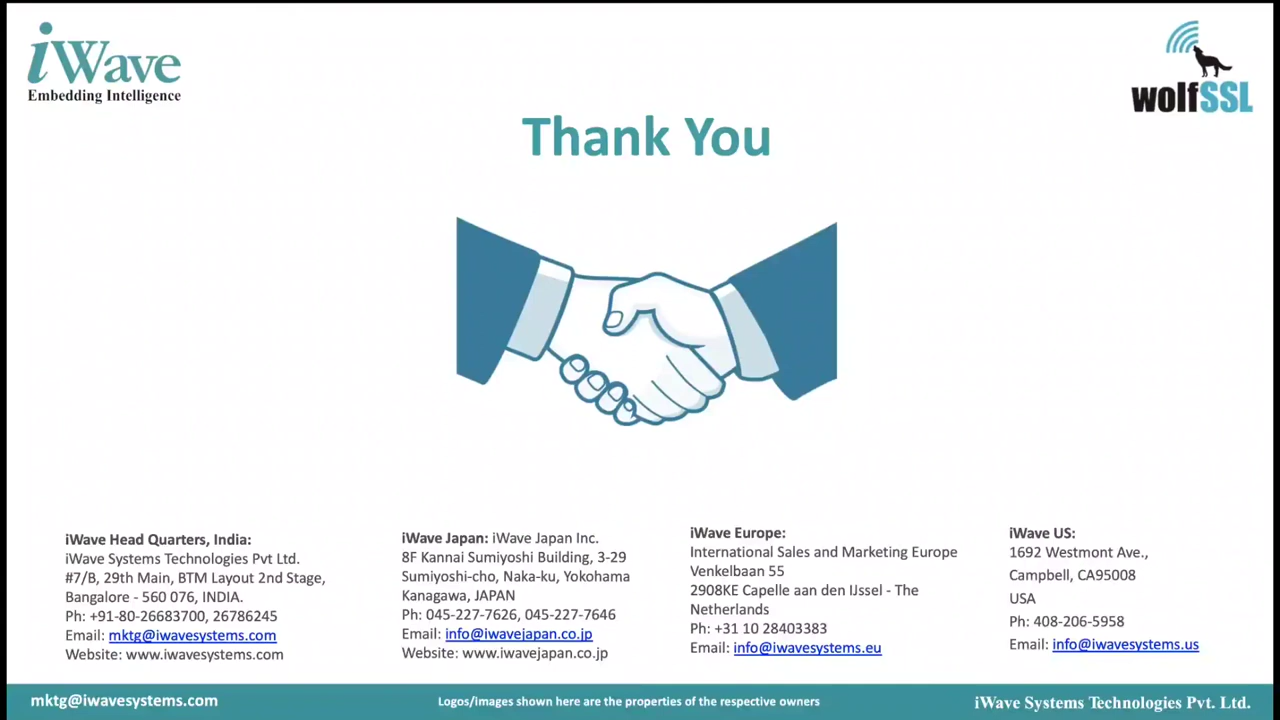 iWave
Embedding Intelligence
wolfSSL
Thank You
iWave Head Quarters, India:
iWave Systems Technologies Pvt Ltd.
#7/B, 29th Main, BTM Layout 2nd Stage,
Bangalore - 560 076, INDIA.
Ph: +91-80-26683700, 26786245
Email: mktg@iwavesystems.com
Website: www.iwavesystems.com
iWave Japan: iWave Japan Inc.
8F Kannai Sumiyoshi Building, 3-29
Sumiyoshi-cho, Naka-ku, Yokohama
Kanagawa, JAPAN
Ph: 045-227-7626, 045-227-7646
Email: info@iwavejapan.co.jp
Website: www.iwavejapan.co.jp
iWave Europe:
International Sales and Marketing Europe
Venkelbaan 55
2908KE Capelle aan den IJssel - The
Netherlands
Ph: +31 10 28403383
Email: info@iwavesystems.eu
iWave US:
1692 Westmont Ave.,
Campbell, CA95008
USA
Ph: 408-206-5958
Email: info@iwavesystems.us
mktg@iwavesystems.com
Logos/Images shown here are the properties of the respective owners
iWave Systems Technologies Pvt. Ltd.